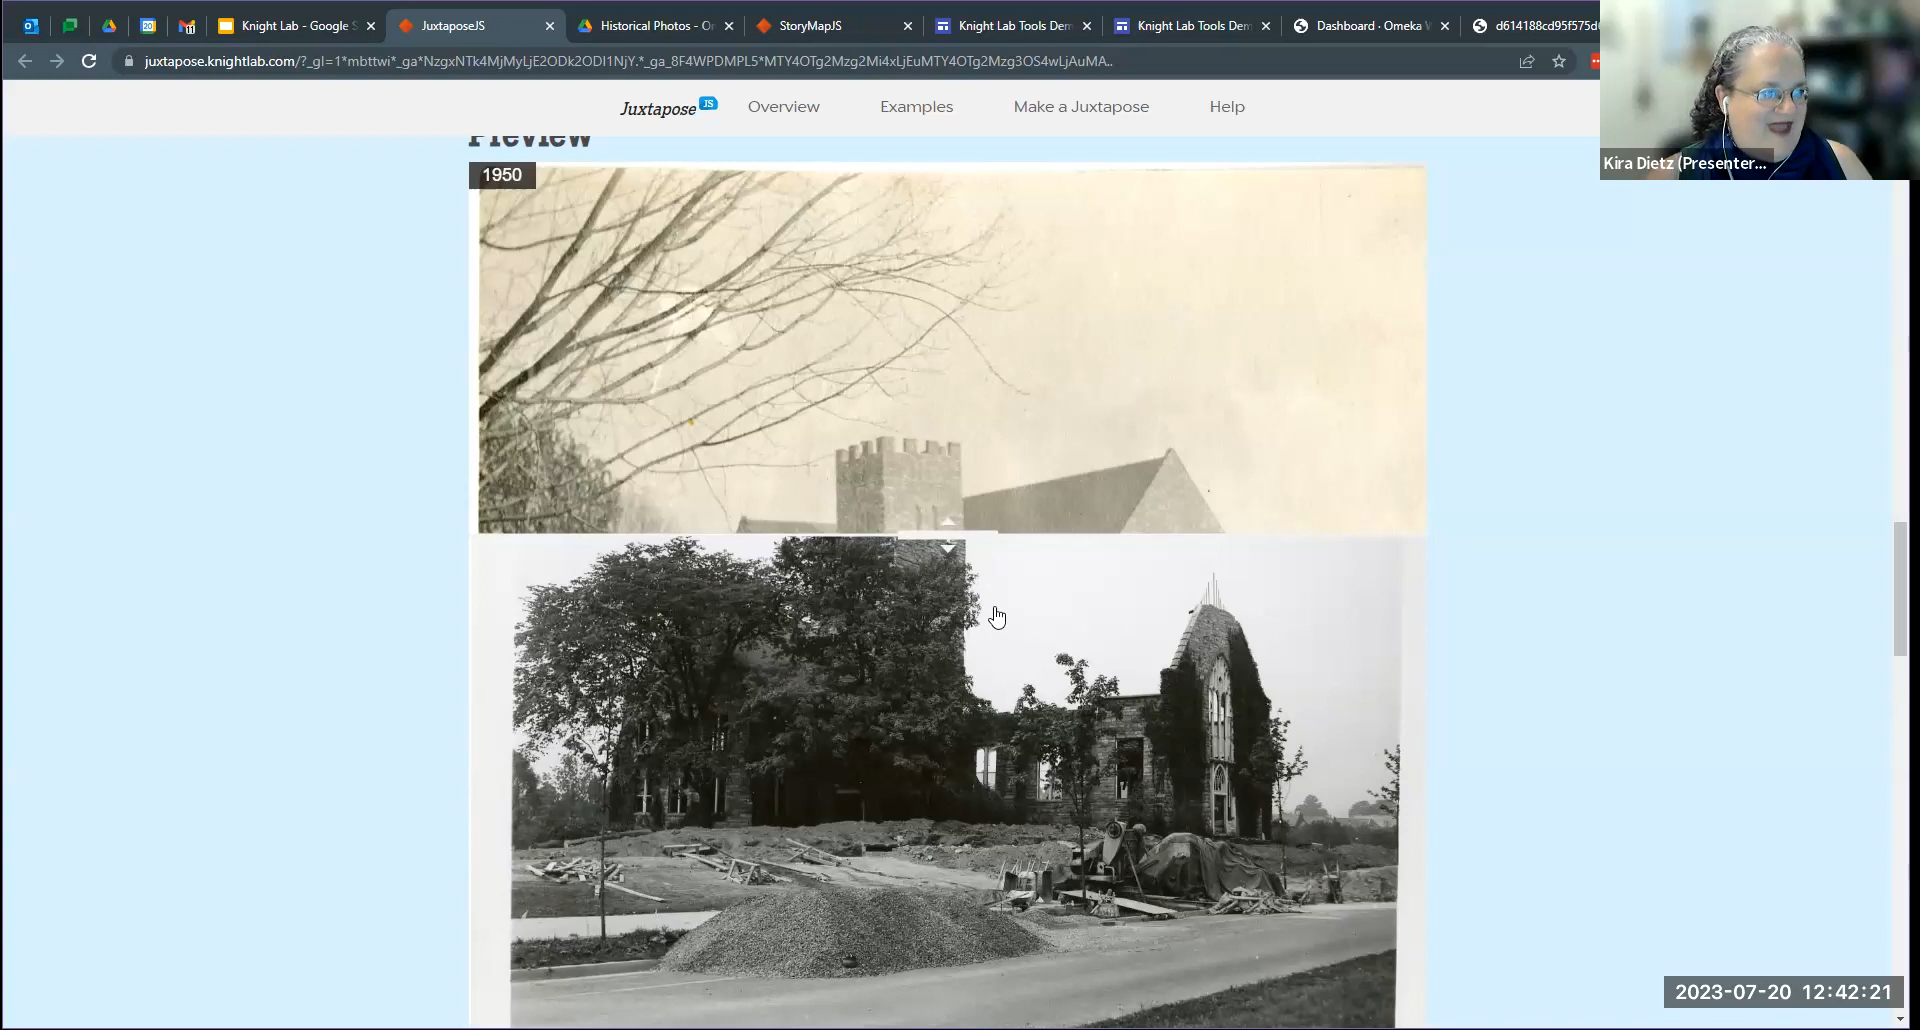 Knight Lab - Google S
JuxtaposeJS
Historical Photos - Or
StoryMapJS
Knight Lab Tools Dem
Knight Lab Tools Dem
Dashboard · Omeka W
d614188cd95f575d6
juxtapose.knightlab.com/?_gl=1*mbttwi*_ga*NzgxNTk4MjMyLjE2ODk2ODI1NjY.*_ga_8F4WPDMPL5*MTY4OTg2Mzg2Mi4xLjEuMTY4OTg2Mzg3OS4wLjAuMA..
Juxtapose JS
Overview
Examples
Make a Juxtapose
Help
Kira Dietz (Presenter...
Preview
1950
2023-07-20 12:42:21